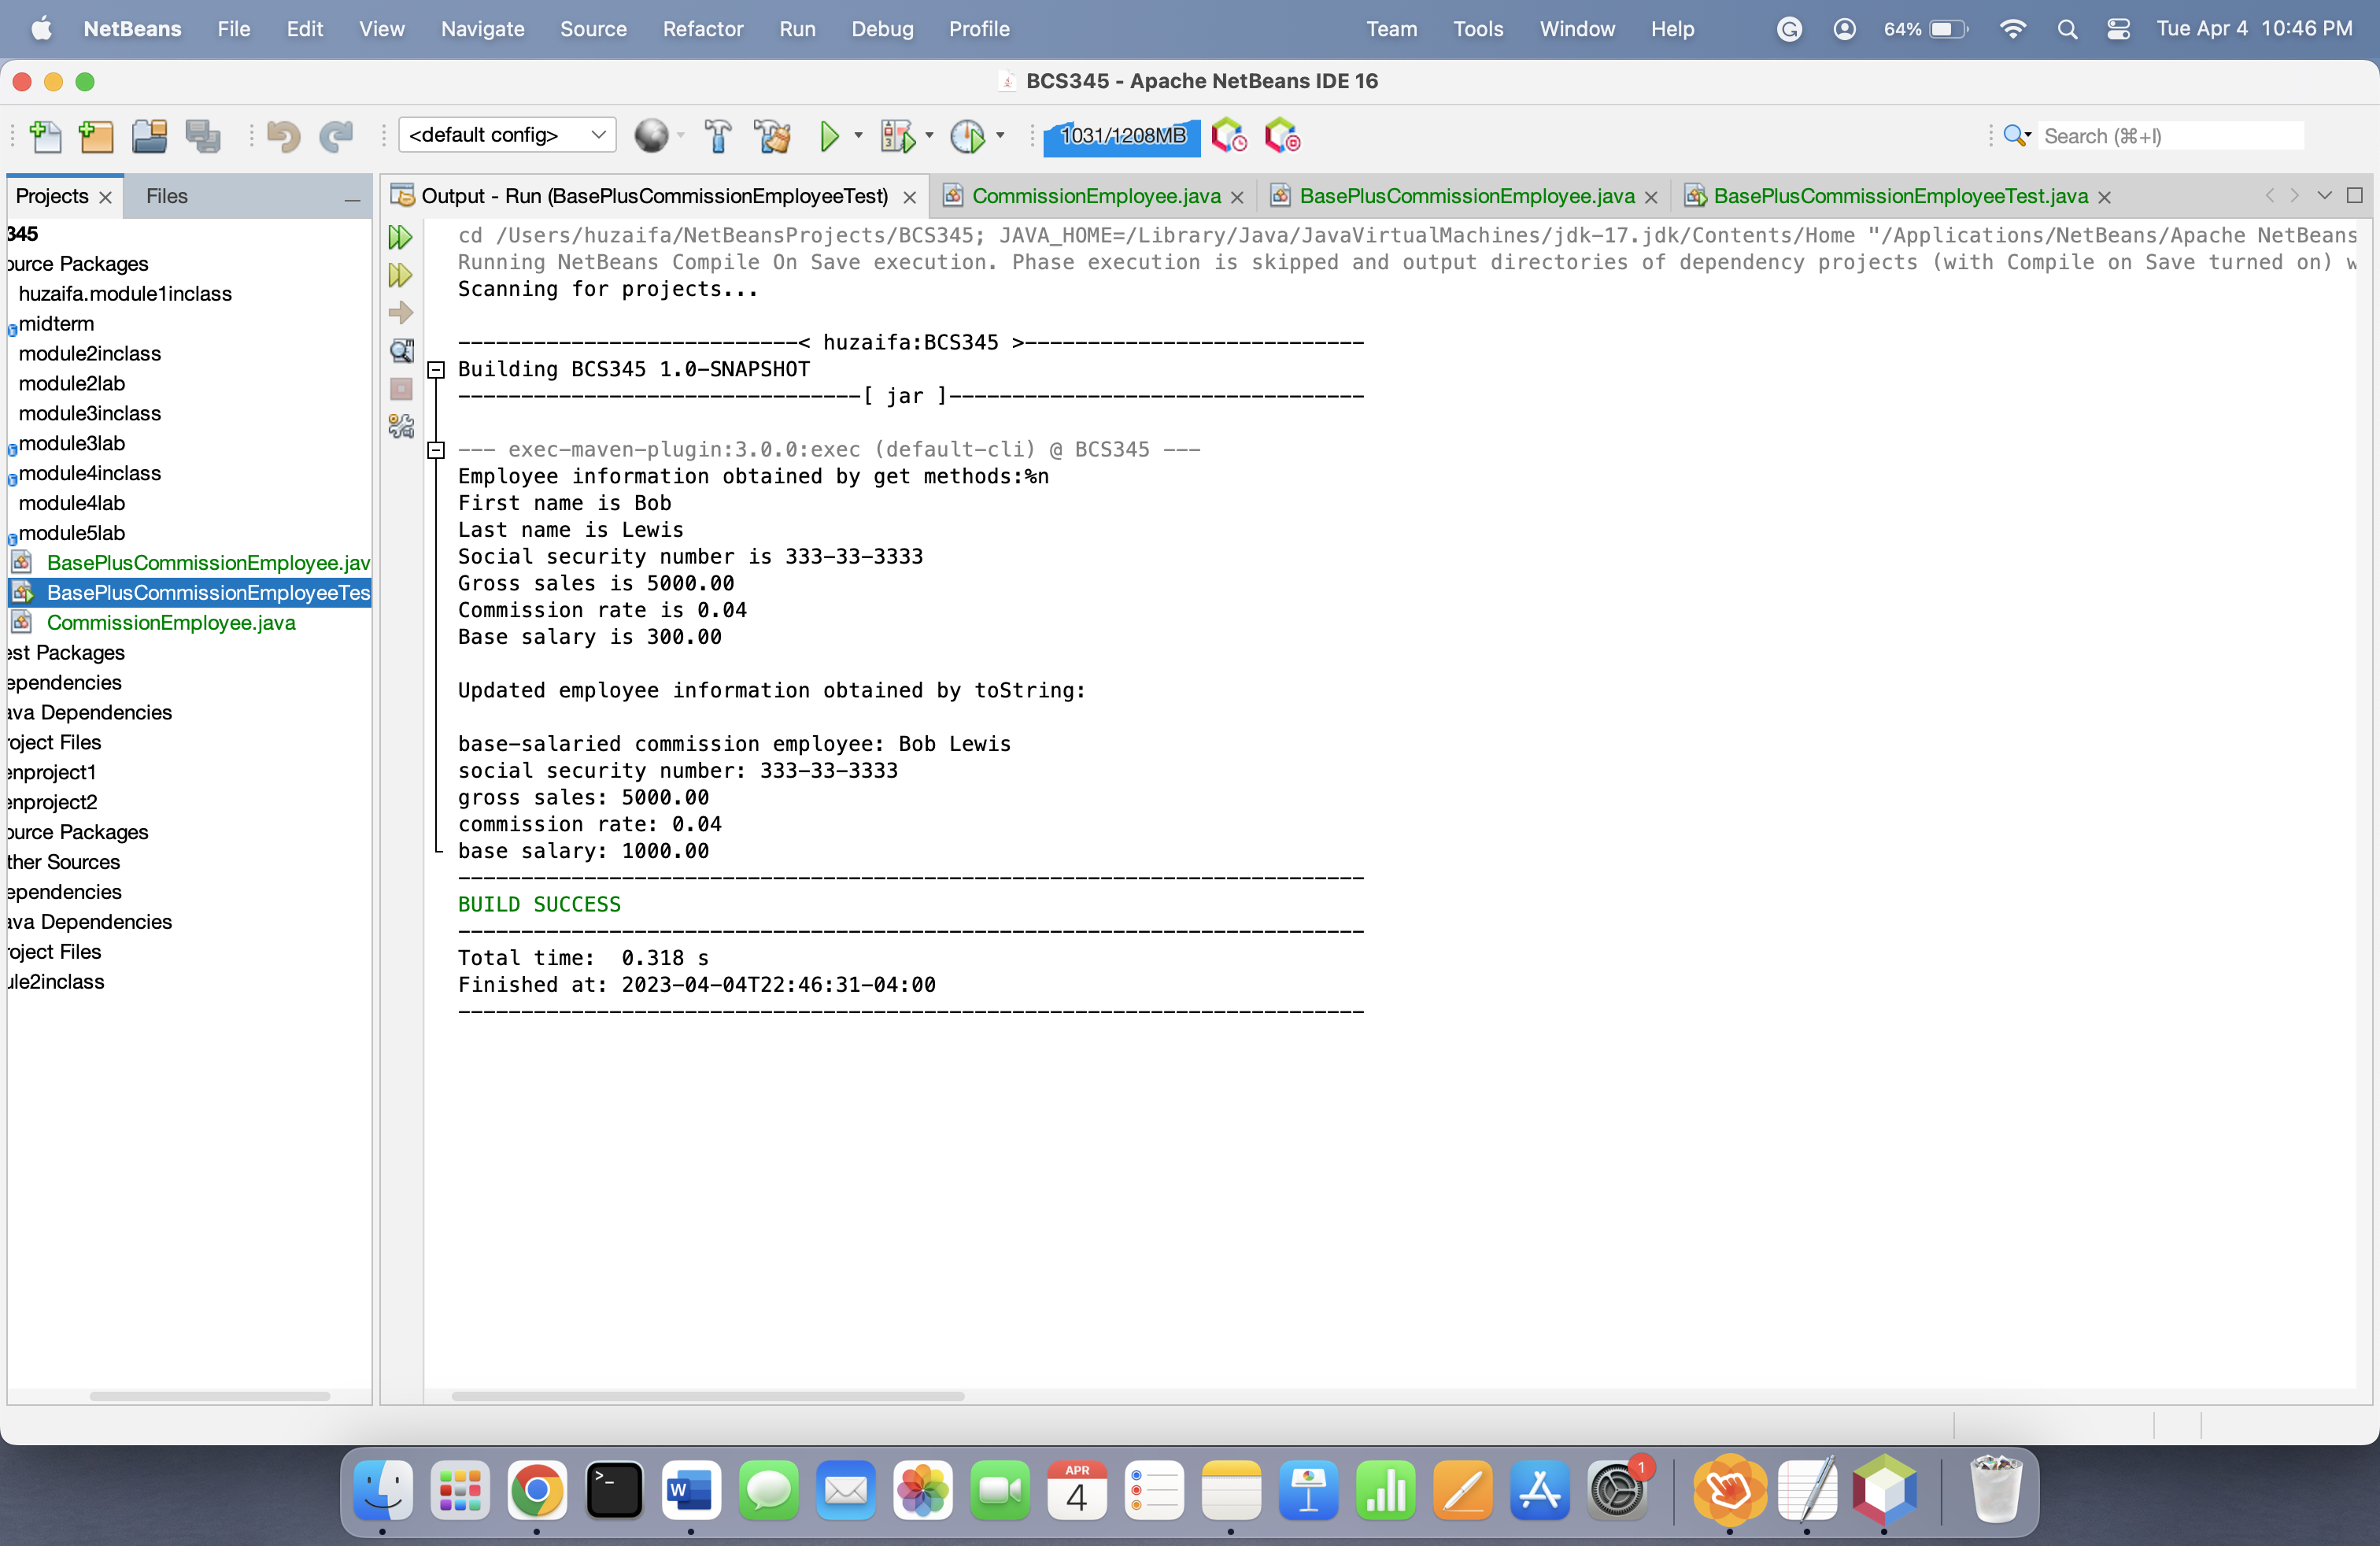 NetBeans File Edit View Navigate Source Refactor Run Debug Profile Team Tools Window Help 64% Tue Apr 4 10:46 PM
BCS345 - Apache NetBeans IDE 16
<default config> 1031/1208MB Search (⌘+I)
Projects Files Output - Run (BasePlusCommissionEmployeeTest) CommissionEmployee.java BasePlusCommissionEmployee.java BasePlusCommissionEmployeeTest.java
345
ource Packages
huzaifa.module1inclass
midterm
module2inclass
module2lab
module3inclass
module3lab
module4inclass
module4lab
module5lab
BasePlusCommissionEmployee.jav
BasePlusCommissionEmployeeTes
CommissionEmployee.java
est Packages
ependencies
ava Dependencies
roject Files
enproject1
enproject2
ource Packages
ther Sources
ependencies
ava Dependencies
roject Files
ule2inclass
cd /Users/huzaifa/NetBeansProjects/BCS345; JAVA_HOME=/Library/Java/JavaVirtualMachines/jdk-17.jdk/Contents/Home "/Applications/NetBeans/Apache NetBeans
Running NetBeans Compile On Save execution. Phase execution is skipped and output directories of dependency projects (with Compile on Save turned on) w
Scanning for projects...
---------------------------< huzaifa:BCS345 >---------------------------
Building BCS345 1.0-SNAPSHOT
--------------------------------[ jar ]---------------------------------
--- exec-maven-plugin:3.0.0:exec (default-cli) @ BCS345 ---
Employee information obtained by get methods:%n
First name is Bob
Last name is Lewis
Social security number is 333-33-3333
Gross sales is 5000.00
Commission rate is 0.04
Base salary is 300.00
Updated employee information obtained by toString:
base-salaried commission employee: Bob Lewis
social security number: 333-33-3333
gross sales: 5000.00
commission rate: 0.04
base salary: 1000.00
------------------------------------------------------------------------
BUILD SUCCESS
------------------------------------------------------------------------
Total time:  0.318 s
Finished at: 2023-04-04T22:46:31-04:00
------------------------------------------------------------------------
APR
4
1